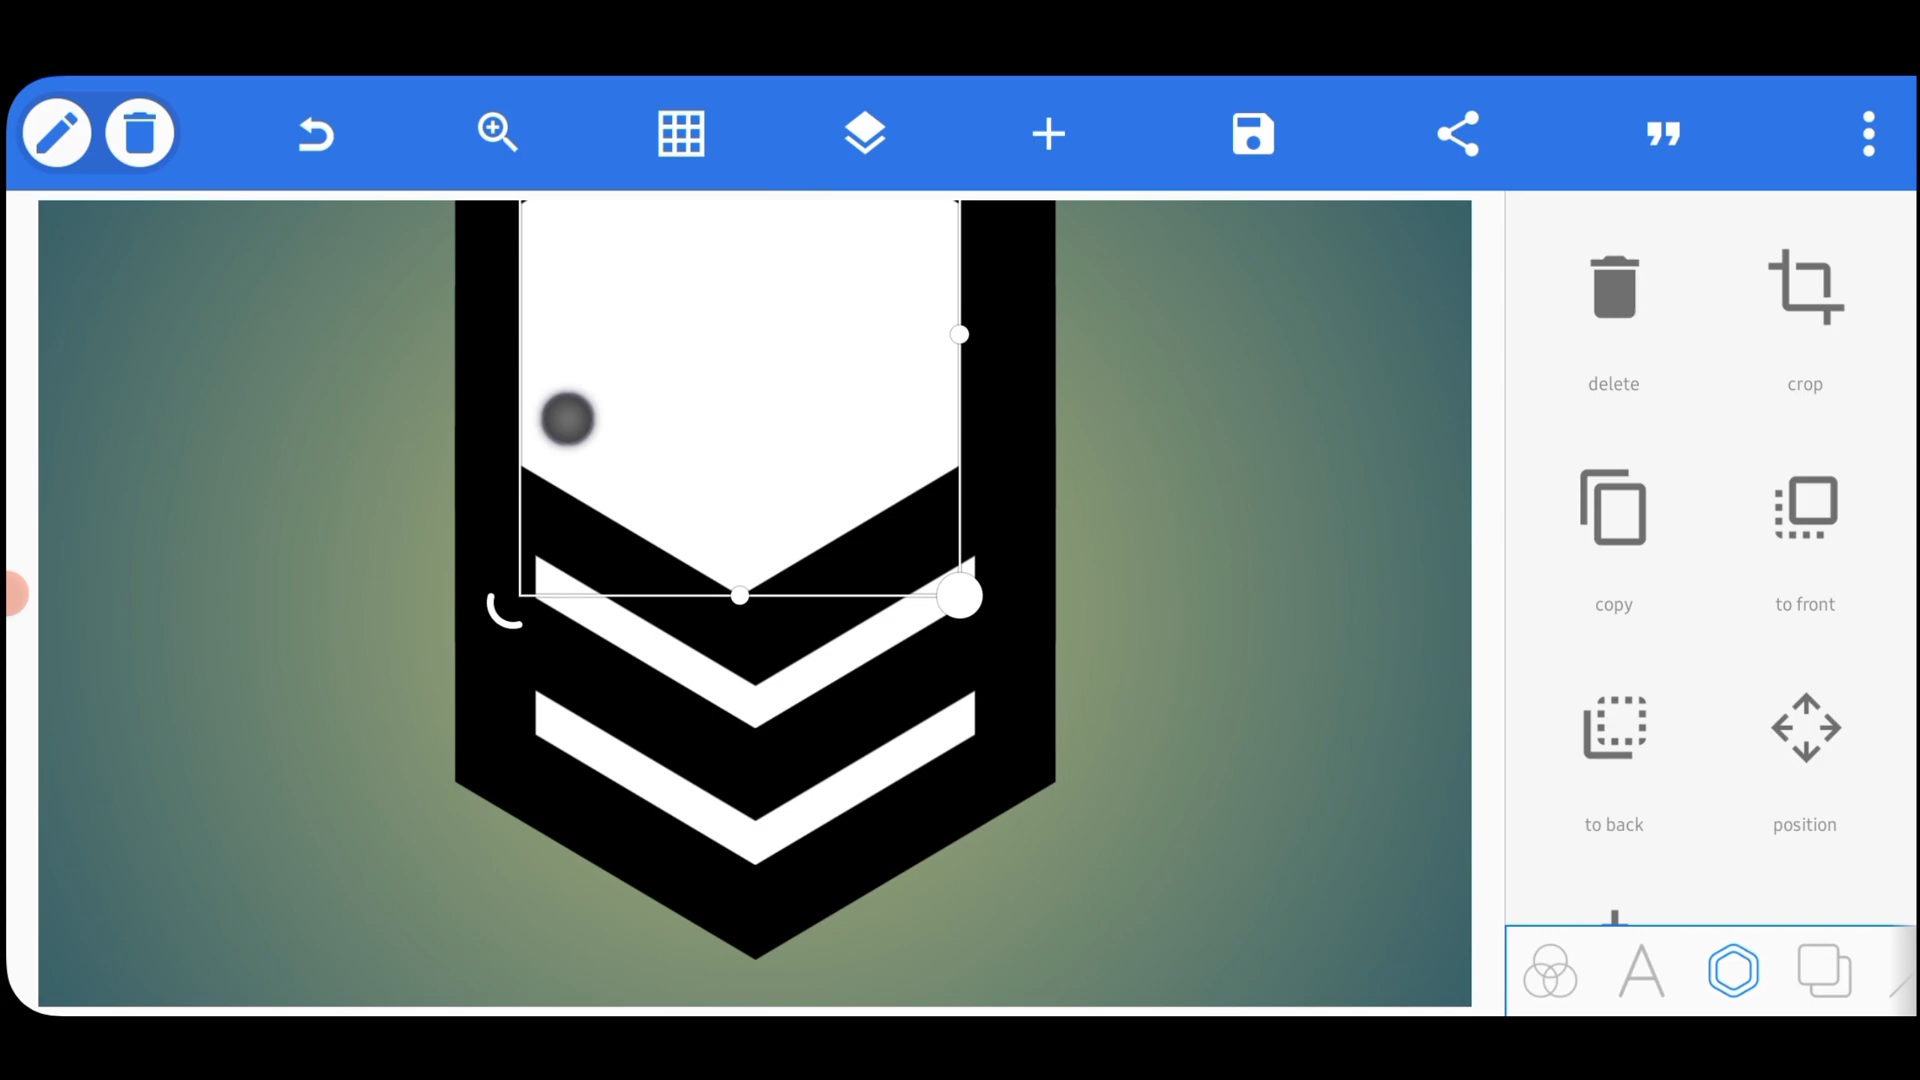 delete
crop
copy
to front
to back
position